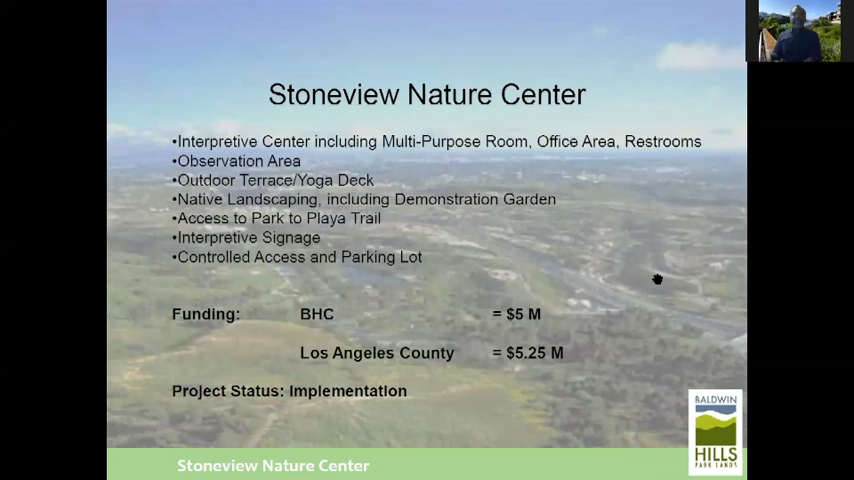 Stoneview Nature Center
•Interpretive Center including Multi-Purpose Room, Office Area, Restrooms
•Observation Area
•Outdoor Terrace/Yoga Deck
•Native Landscaping, including Demonstration Garden
•Access to Park to Playa Trail
•Interpretive Signage
•Controlled Access and Parking Lot
Funding: BHC = $5 M
Los Angeles County = $5.25 M
Project Status: Implementation
Stoneview Nature Center
BALDWIN
HILLS
PARK LANDS